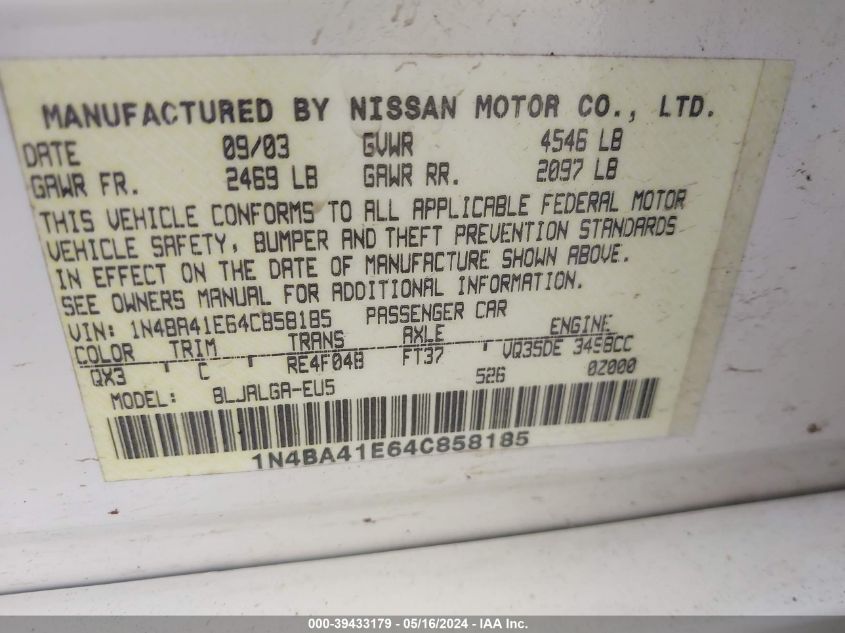 MANUFACTURED BY NISSAN MOTOR CO., LTD.
DATE 09/03 GVWR 4546 LB
GAWR FR. 2469 LB GAWR RR. 2097 LB
THIS VEHICLE CONFORMS TO ALL APPLICABLE FEDERAL MOTOR
VEHICLE SAFETY, BUMPER AND THEFT PREVENTION STANDARDS
IN EFFECT ON THE DATE OF MANUFACTURE SHOWN ABOVE.
SEE OWNERS MANUAL FOR ADDITIONAL INFORMATION.
VIN: 1N4BA41E64C858185 PASSENGER CAR
COLOR TRIM TRANS AXLE ENGINE
QX3 C RE4F04B FT37 VQ35DE 3498CC
MODEL: BLJALGA-EU5 526 0Z000
1N4BA41E64C858185
000-39433179 - 05/16/2024 - IAA Inc.